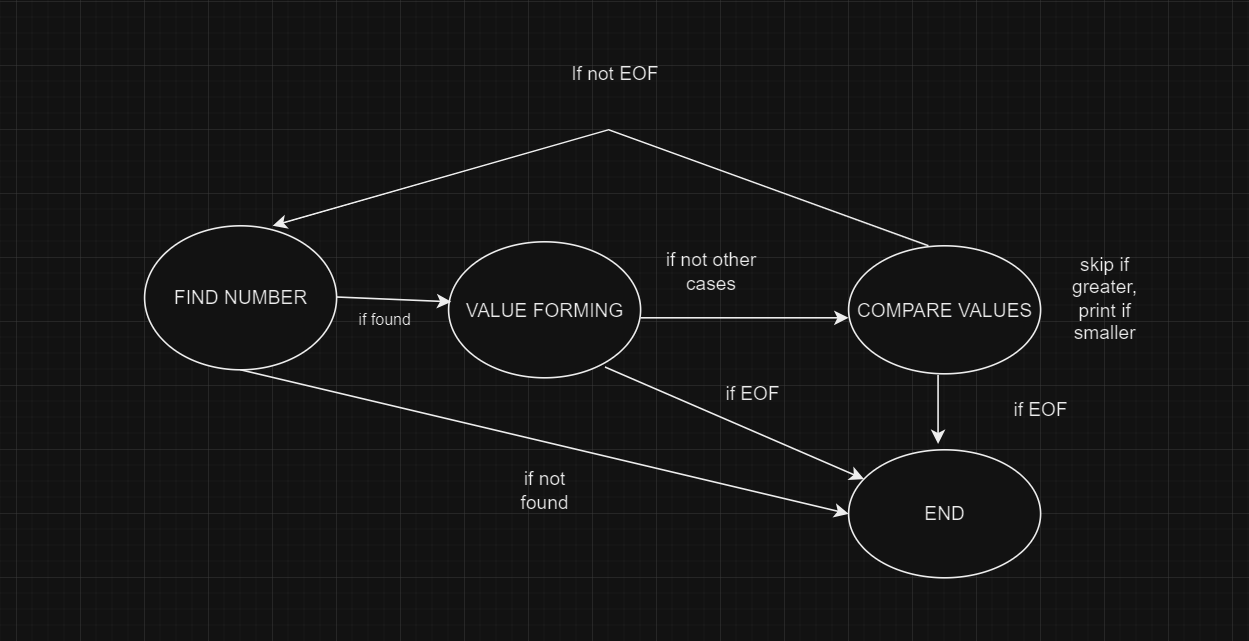 If not EOF
FIND NUMBER
if found
VALUE FORMING
if not other
cases
COMPARE VALUES
skip if
greater,
print if
smaller
if EOF
if EOF
if not
found
END